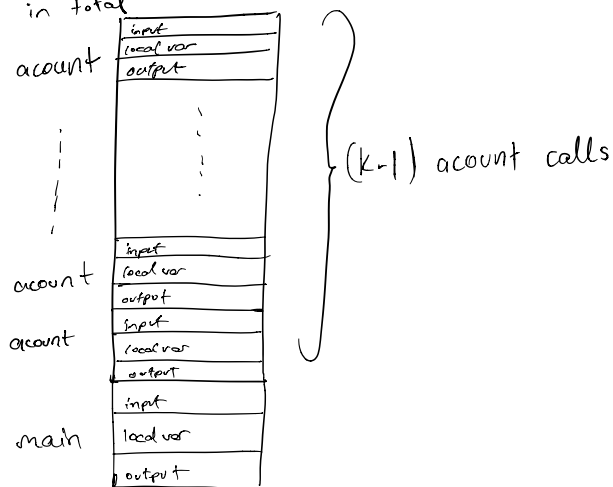 in total
input
local var
acount
output
(k-1) acount calls
input
acount
local var
output
input
acount
local var
output
input
main
local var
output